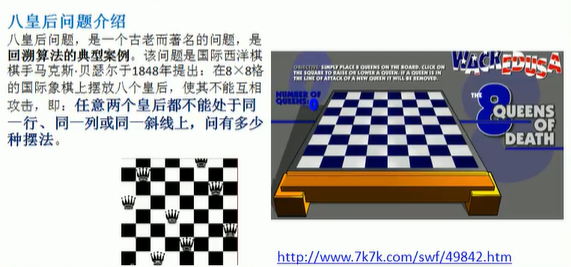 八皇后问题介绍
八皇后问题，是一个古老而著名的问题，是
回溯算法的典型案例。该问题是国际西洋棋
棋手马克斯·贝瑟尔于1848年提出：在8×8格
的国际象棋上摆放八个皇后，使其不能互相
攻击，即：任意两个皇后都不能处于同
一行、同一列或同一斜线上，问有多少
种摆法。
WACKEDUSA
OBJECTIVE: SIMPLY PLACE 8 QUEENS ON THE BOARD. CLICK ON
THE SQUARE TO RAISE OR LOWER A QUEEN. IF A QUEEN IS IN
THE LINE OF ATTACK OF A NEW QUEEN IT WILL BE REMOVED.
NUMBER OF
QUEENS: 0
THE
8 QUEENS
OF
DEATH
http://www.7k7k.com/swf/49842.htm